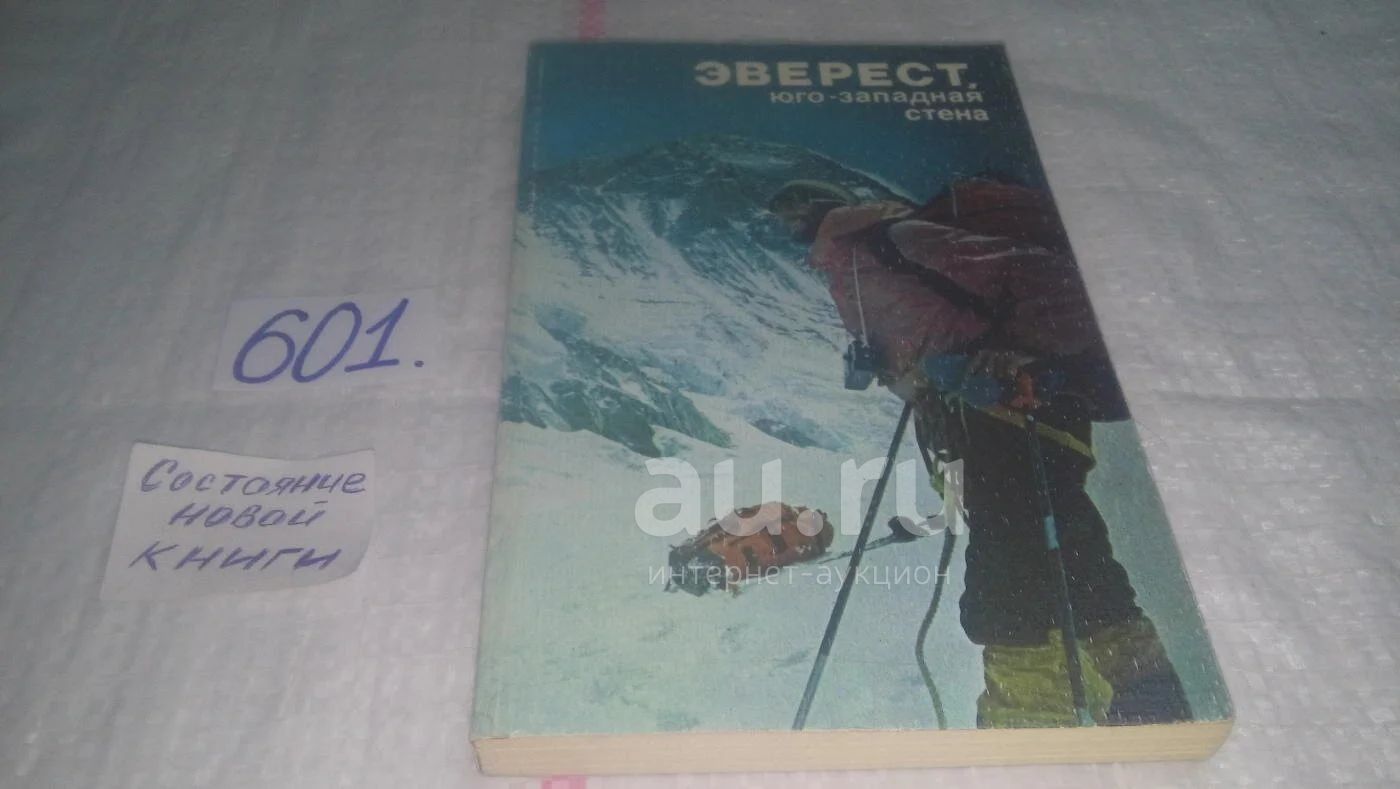 ЭВЕРЕСТ,
юго-западная
стена
601.
Состояние
новой
книги
au.ru
интернет-аукцион